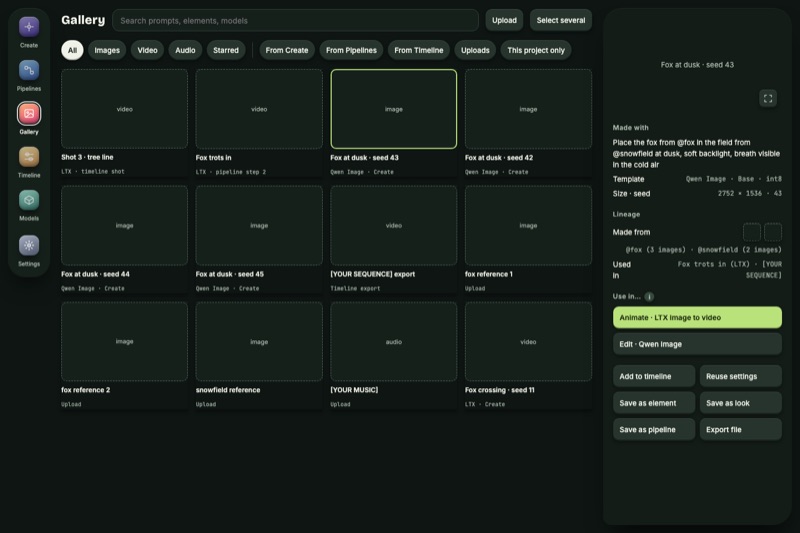 Create
Pipelines
Gallery
Timeline
Models
Settings
Gallery
Search prompts, elements, models
Upload
Select several
All
Images
Video
Audio
Starred
From Create
From Pipelines
From Timeline
Uploads
This project only
video
Shot 3 · tree line
LTX · timeline shot
video
Fox trots in
LTX · pipeline step 2
image
Fox at dusk · seed 43
Qwen Image · Create
image
Fox at dusk · seed 42
Qwen Image · Create
image
Fox at dusk · seed 44
Qwen Image · Create
image
Fox at dusk · seed 45
Qwen Image · Create
video
[YOUR SEQUENCE] export
Timeline export
image
fox reference 1
Upload
image
fox reference 2
Upload
image
snowfield reference
Upload
audio
[YOUR MUSIC]
Upload
video
Fox crossing · seed 11
LTX · Create
Fox at dusk · seed 43
Made with
Place the fox from @fox in the field from
@snowfield at dusk, soft backlight, breath visible
in the cold air
Template
Qwen Image · Base · int8
Size · seed
2752 × 1536 · 43
Lineage
Made from
@fox (3 images) · @snowfield (2 images)
Used in
Fox trots in (LTX) · [YOUR
SEQUENCE]
Use in... i
Animate · LTX image to video
Edit · Qwen Image
Add to timeline
Reuse settings
Save as element
Save as look
Save as pipeline
Export file